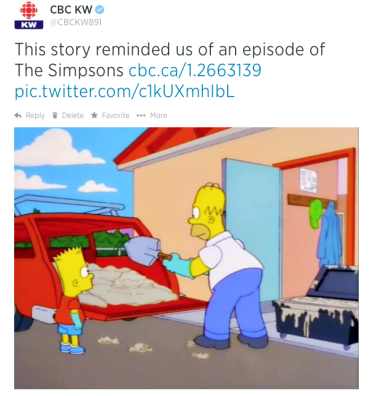 CBC KW
@CBCKW891
KW
This story reminded us of an episode of
The Simpsons cbc.ca/1.2663139
pic.twitter.com/c1kUXmhIbL
Reply Delete Favorite More